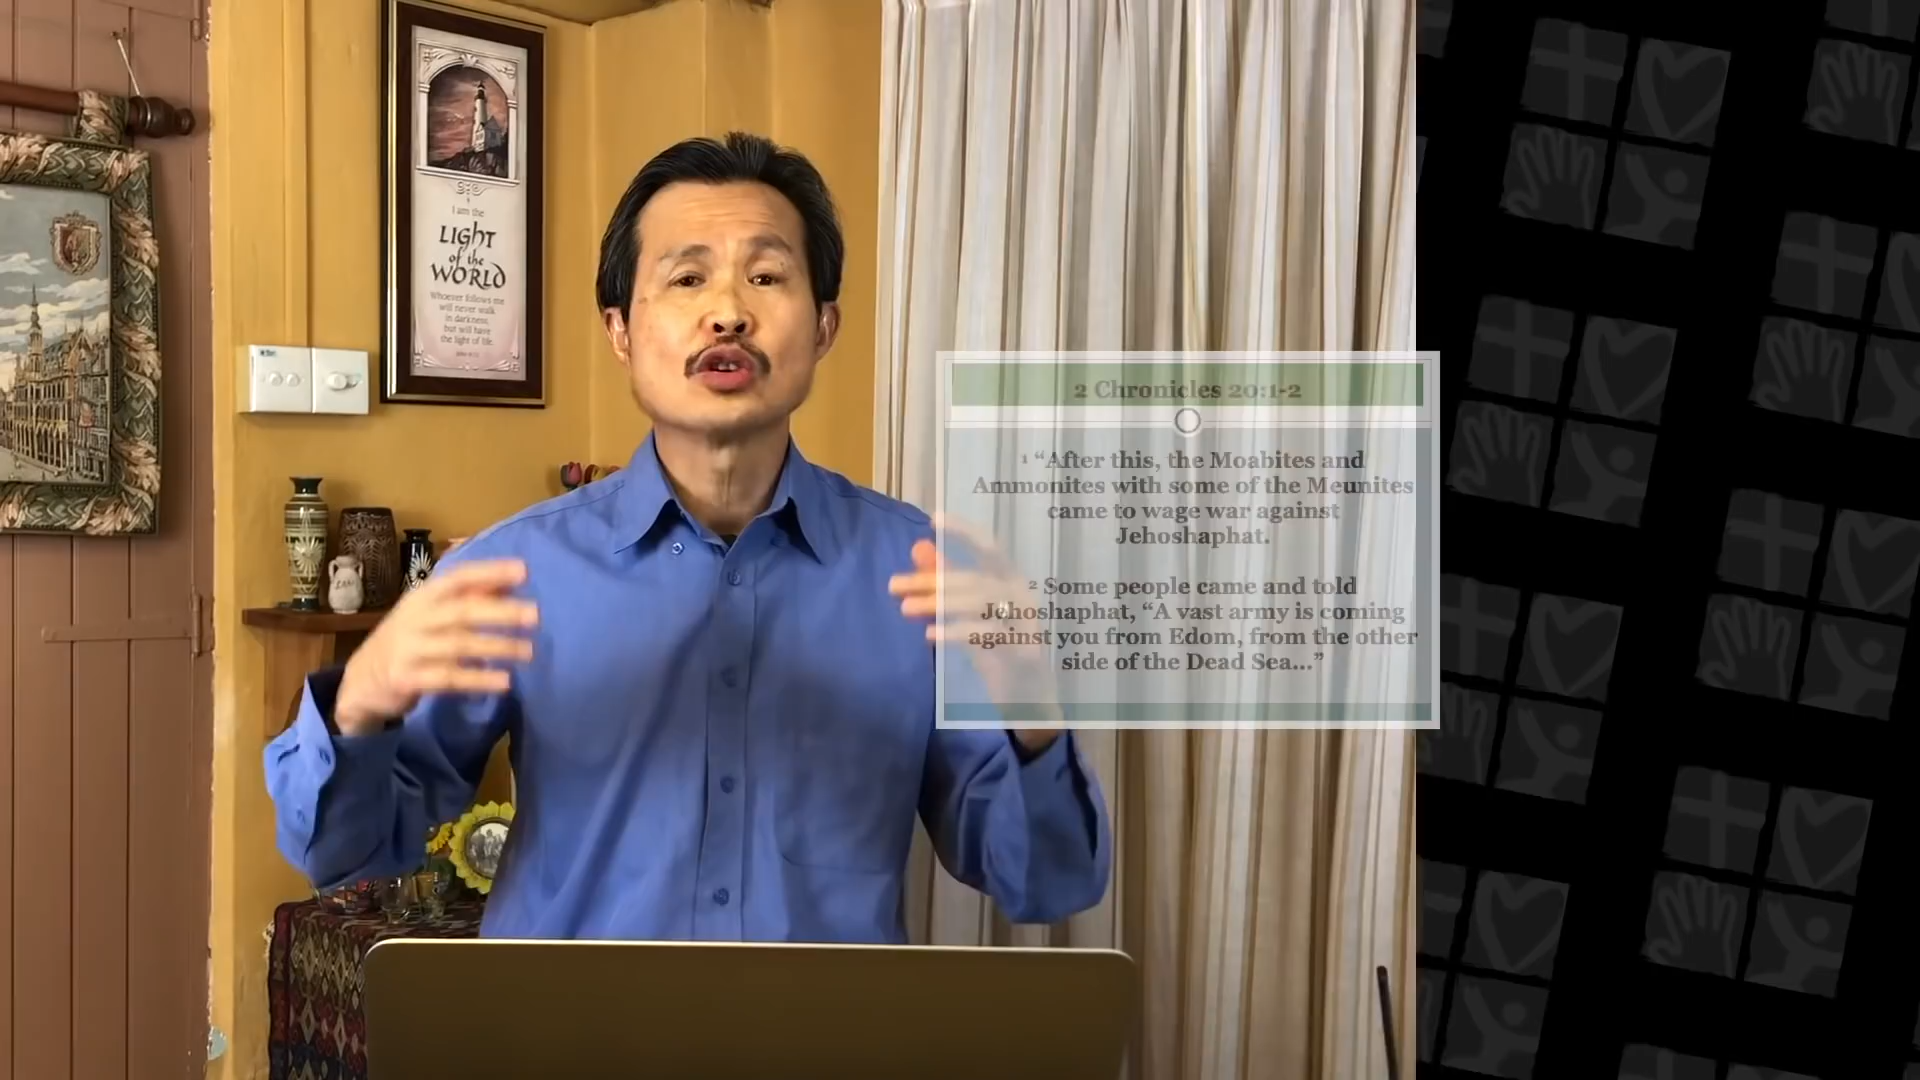 I am the
LIGHT
of the
WORLD
Whoever follows me
will never walk
in darkness,
but will have
the light of life.
2 Chronicles 20:1-2
¹ “After this, the Moabites and
Ammonites with some of the Meunites
came to wage war against
Jehoshaphat.
² Some people came and told
Jehoshaphat, “A vast army is coming
against you from Edom, from the other
side of the Dead Sea...”